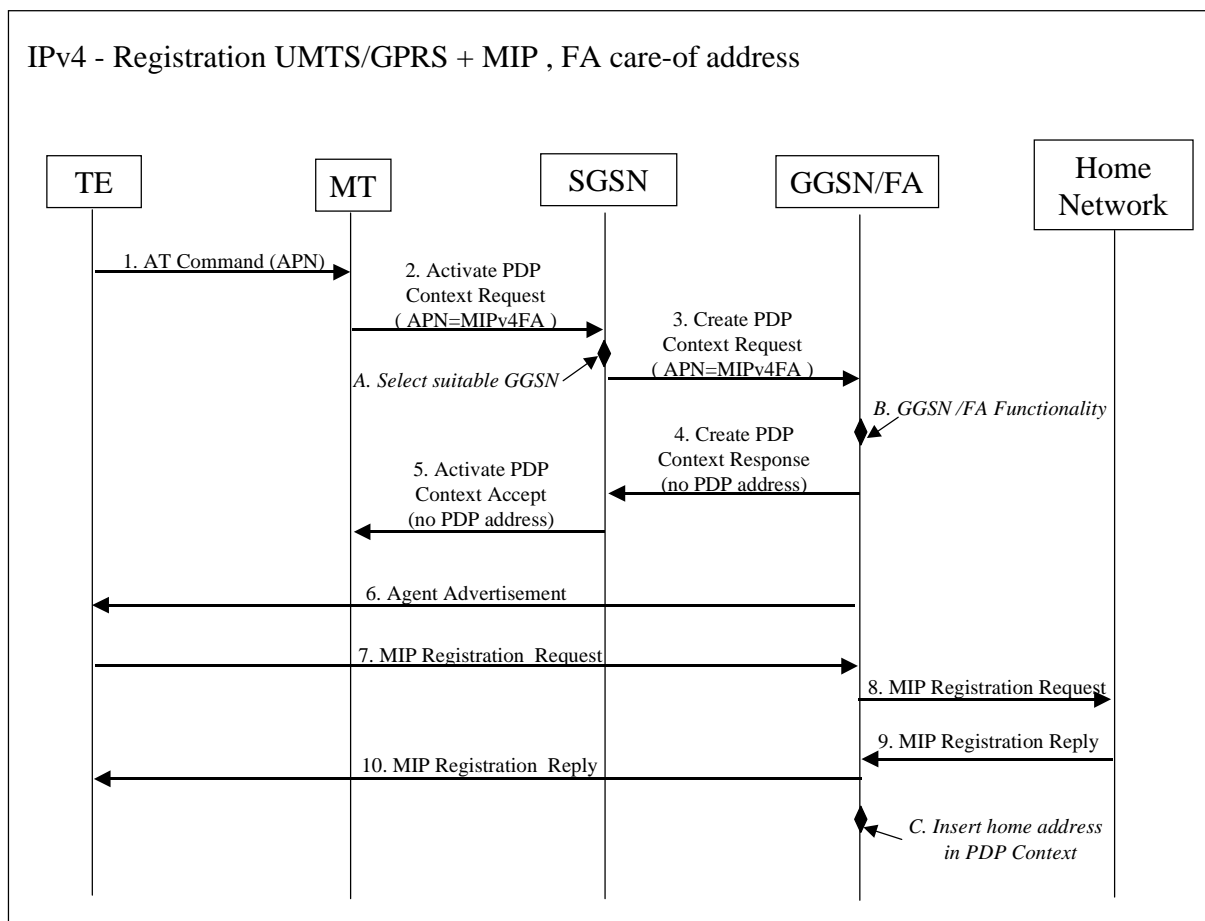 IPv4 - Registration UMTS/GPRS + MIP , FA care-of address
TE
MT
SGSN
GGSN/FA
Home
Network
1. AT Command (APN)
2. Activate PDP
Context Request
( APN=MIPv4FA )
3. Create PDP
Context Request
( APN=MIPv4FA )
A. Select suitable GGSN
B. GGSN /FA Functionality
4. Create PDP
Context Response
(no PDP address)
5. Activate PDP
Context Accept
(no PDP address)
6. Agent Advertisement
7. MIP Registration Request
8. MIP Registration Request
9. MIP Registration Reply
10. MIP Registration Reply
C. Insert home address
in PDP Context